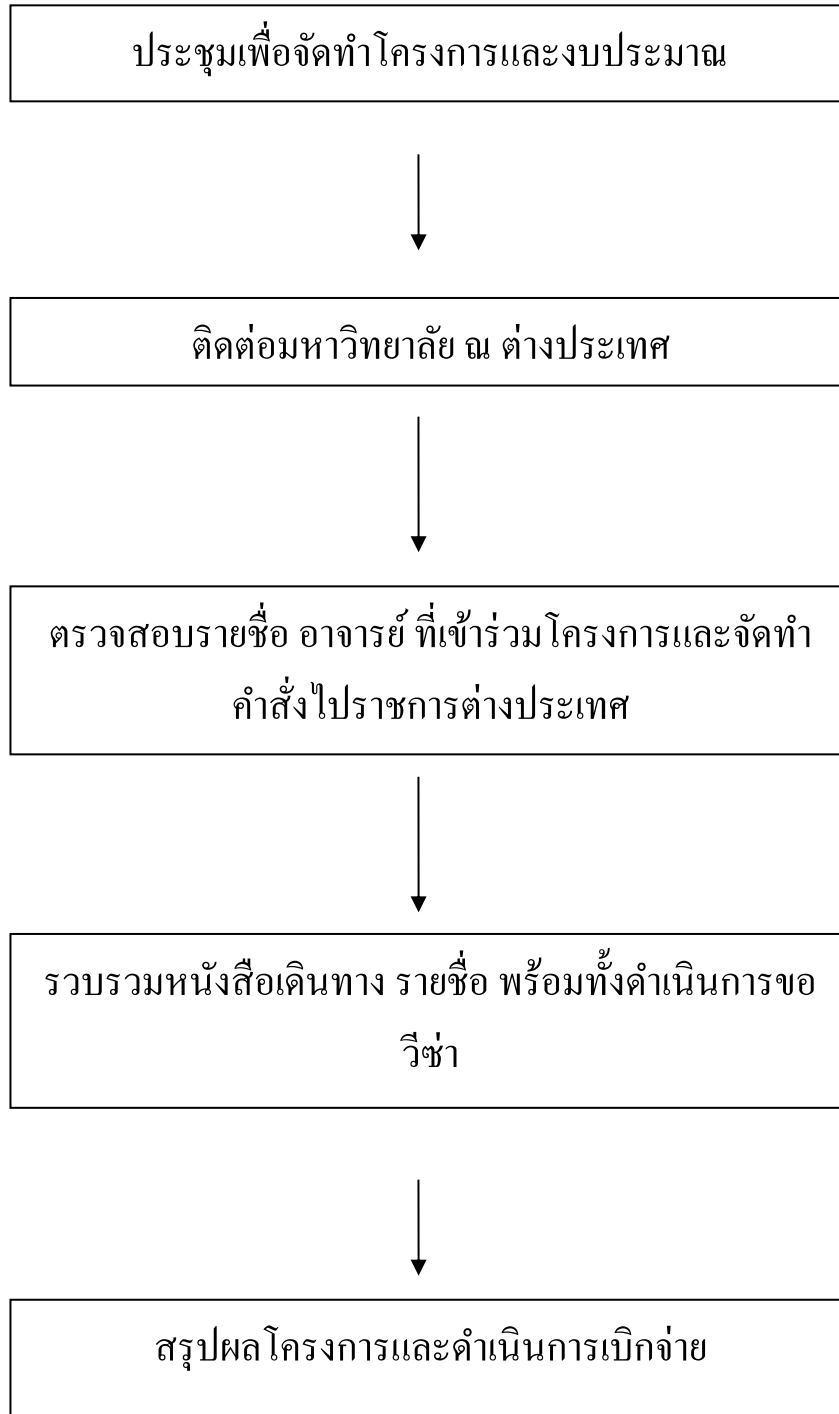 ประชุมเพื่อจัดทำโครงการและงบประมาณ
ติดต่อมหาวิทยาลัย ณ ต่างประเทศ
ตรวจสอบรายชื่อ อาจารย์ ที่เข้าร่วมโครงการและจัดทำ
คำสั่งไปราชการต่างประเทศ
รวบรวมหนังสือเดินทาง รายชื่อ พร้อมทั้งดำเนินการขอ
วีซ่า
สรุปผลโครงการและดำเนินการเบิกจ่าย